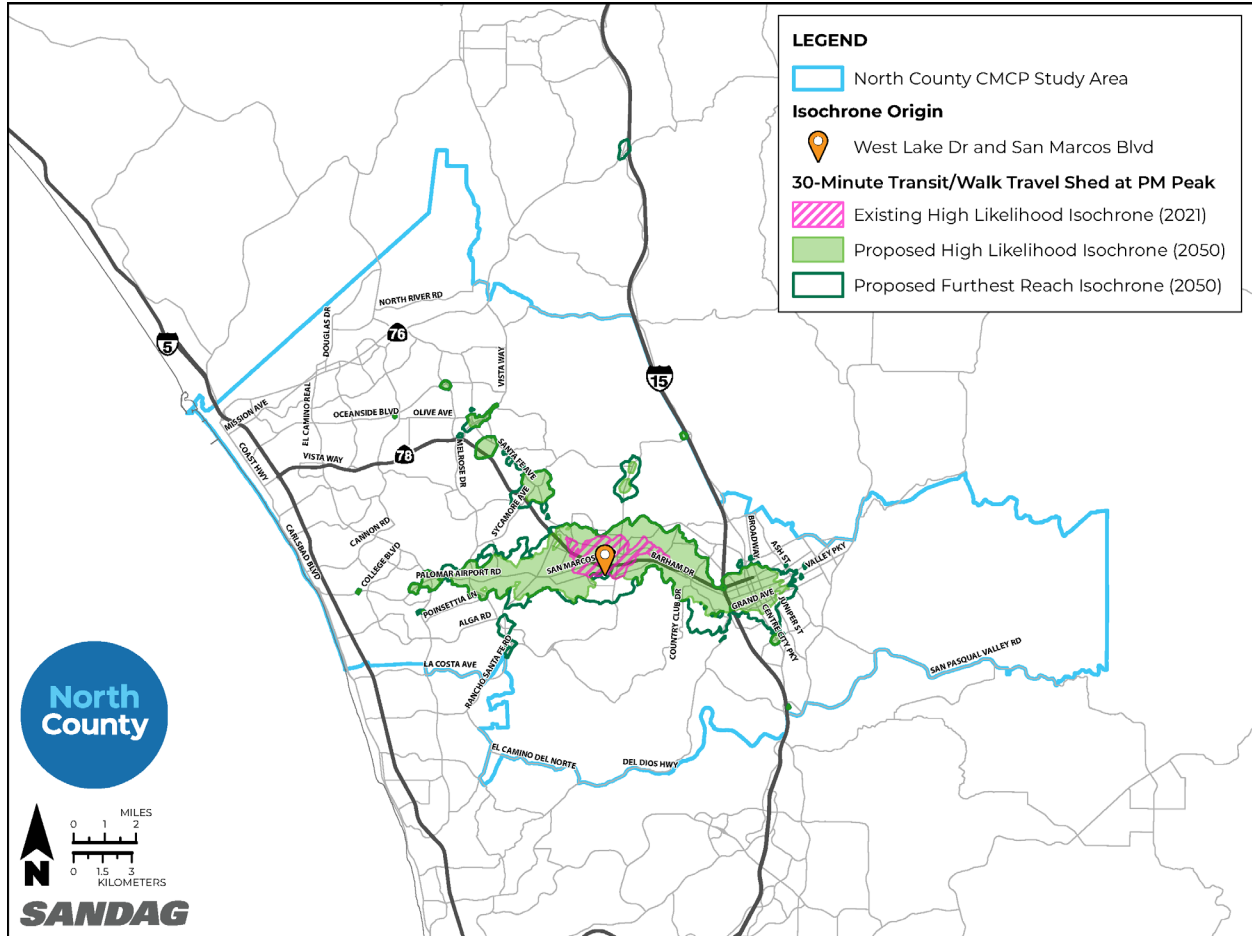 LEGEND
North County CMCP Study Area
Isochrone Origin
West Lake Dr and San Marcos Blvd
30-Minute Transit/Walk Travel Shed at PM Peak
Existing High Likelihood Isochrone (2021)
Proposed High Likelihood Isochrone (2050)
Proposed Furthest Reach Isochrone (2050)
NORTH RIVER RD
DOUGLAS DR
76
5
VISTA WAY
15
EL CAMINO REAL
MISSION AVE
OCEANSIDE BLVD
OLIVE AVE
COAST HWY
VISTA WAY
78
MELROSE DR
SANTA FE AVE
SYCAMORE AVE
CANNON RD
CARLSBAD BLVD
COLLEGE BLVD
BROADWAY
ASH ST
VALLEY PKY
PALOMAR AIRPORT RD
SAN MARCOS
BARHAM DR
POINSETTIA LN
ALGA RD
GRAND AVE
COUNTRY CLUB DR
CENTRE CITY PKY
JUNIPER ST
SAN PASQUAL VALLEY RD
LA COSTA AVE
RANCHO SANTA FE RD
EL CAMINO DEL NORTE
DEL DIOS HWY
North
County
MILES
0 1 2
0 1.5 3
KILOMETERS
N
SANDAG